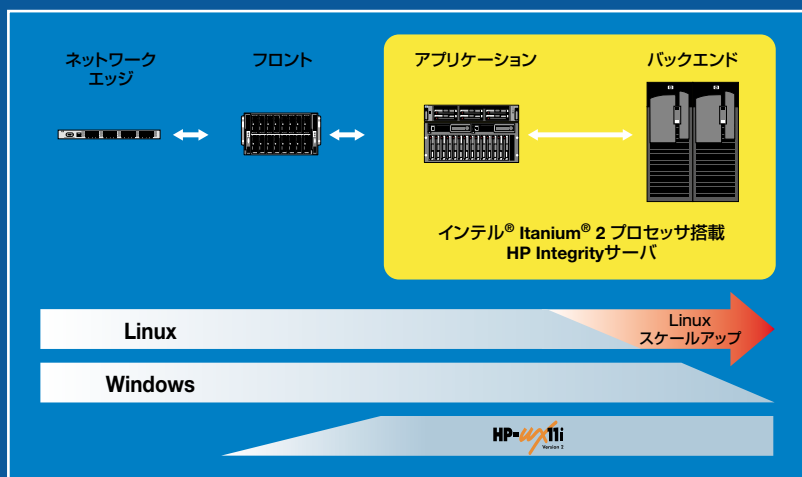 ネットワーク
エッジ
フロント
アプリケーション
バックエンド
インテル® Itanium® 2 プロセッサ搭載
HP Integrityサーバ
Linux
Linux
スケールアップ
Windows
HP-UX 11i
Version 2